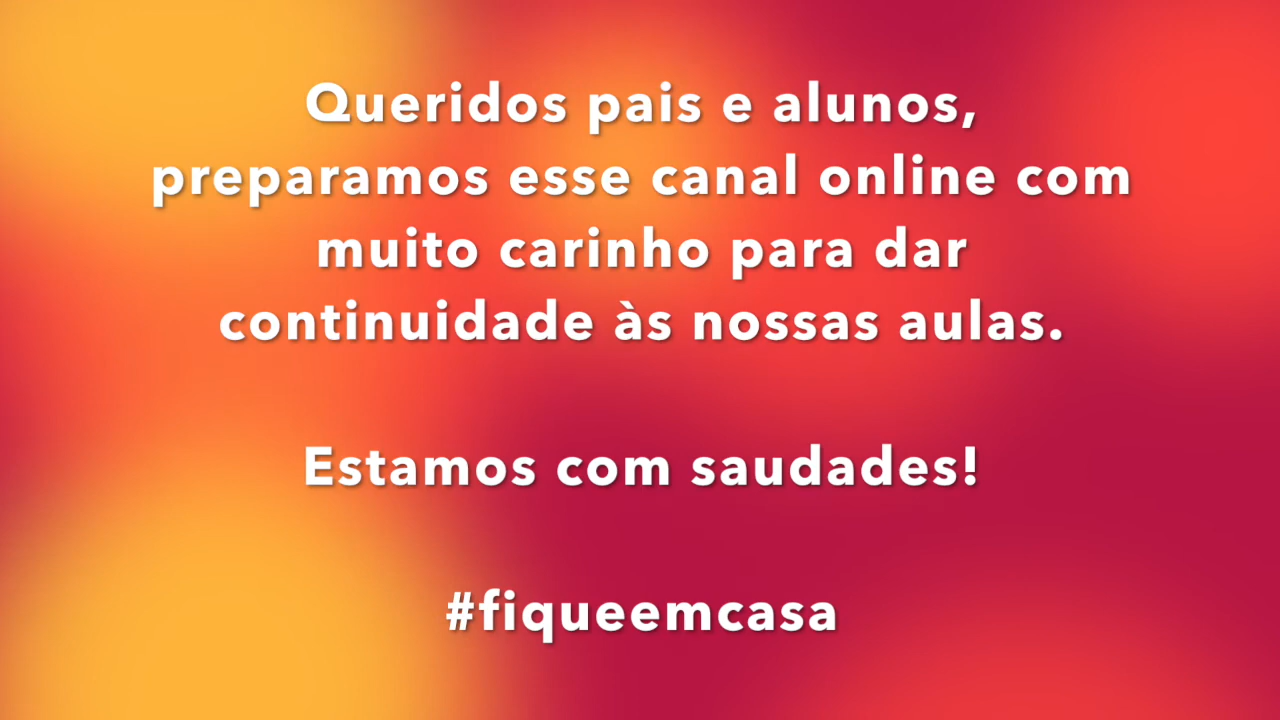 Queridos pais e alunos,
preparamos esse canal online com
muito carinho para dar
continuidade às nossas aulas.
Estamos com saudades!
#fiqueemcasa